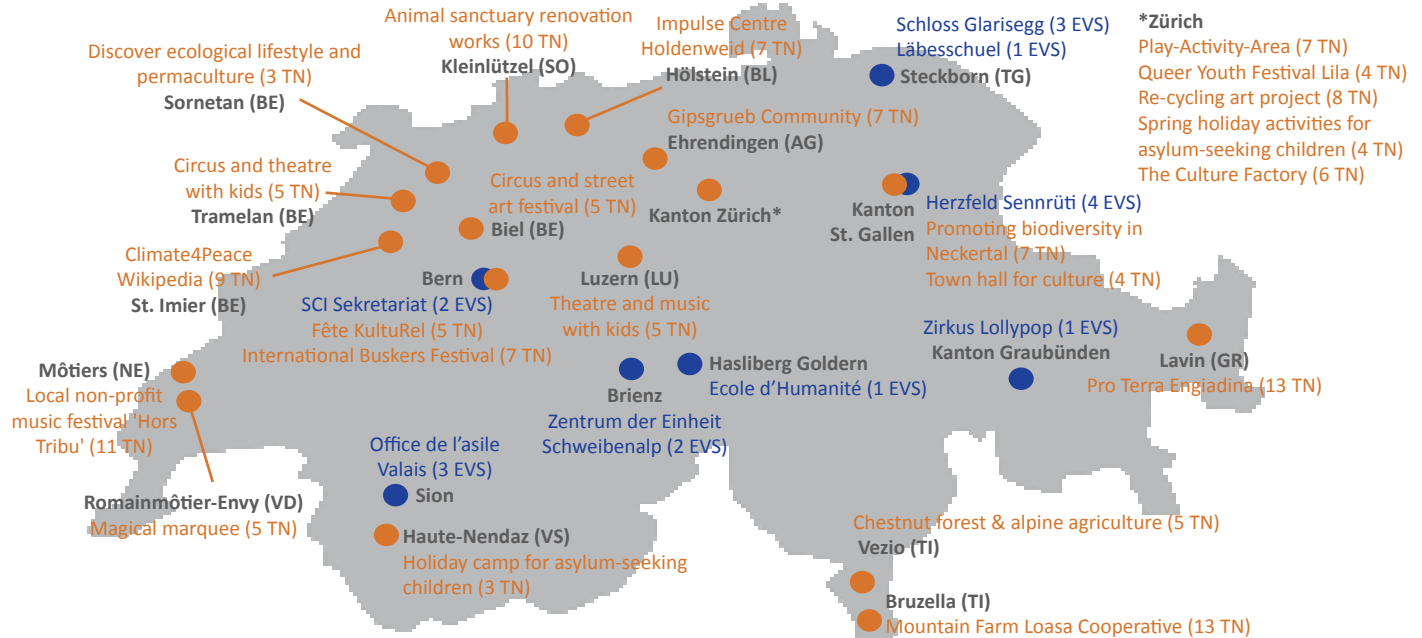 Animal sanctuary renovation
works (10 TN)
Kleinlützel (SO)
Impulse Centre
Holdenweid (7 TN)
Hölstein (BL)
Schloss Glarisegg (3 EVS)
Läbesschuel (1 EVS)
Steckborn (TG)
*Zürich
Play-Activity-Area (7 TN)
Queer Youth Festival Lila (4 TN)
Re-cycling art project (8 TN)
Spring holiday activities for
asylum-seeking children (4 TN)
The Culture Factory (6 TN)
Discover ecological lifestyle and
permaculture (3 TN)
Sornetan (BE)
Gipsgrueb Community (7 TN)
Ehrendingen (AG)
Circus and theatre
with kids (5 TN)
Tramelan (BE)
Circus and street
art festival (5 TN)
Biel (BE)
Kanton Zürich*
Kanton
St. Gallen
Herzfeld Sennrüti (4 EVS)
Promoting biodiversity in
Neckertal (7 TN)
Town hall for culture (4 TN)
Climate4Peace
Wikipedia (9 TN)
St. Imier (BE)
Bern
SCI Sekretariat (2 EVS)
Fête KultuRel (5 TN)
International Buskers Festival (7 TN)
Luzern (LU)
Theatre and music
with kids (5 TN)
Zirkus Lollypop (1 EVS)
Kanton Graubünden
Lavin (GR)
Pro Terra Engiadina (13 TN)
Môtiers (NE)
Local non-profit
music festival 'Hors
Tribu' (11 TN)
Hasliberg Goldern
Ecole d’Humanité (1 EVS)
Brienz
Zentrum der Einheit
Schweibenalp (2 EVS)
Office de l’asile
Valais (3 EVS)
Sion
Romainmôtier-Envy (VD)
Magical marquee (5 TN)
Haute-Nendaz (VS)
Holiday camp for asylum-seeking
children (3 TN)
Chestnut forest & alpine agriculture (5 TN)
Vezio (TI)
Bruzella (TI)
Mountain Farm Loasa Cooperative (13 TN)